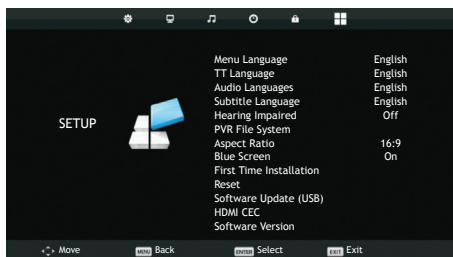 Menu Language English
TT Language English
Audio Languages English
Subtitle Language English
Hearing Impaired Off
SETUP
PVR File System
Aspect Ratio 16:9
Blue Screen On
First Time Installation
Reset
Software Update (USB)
HDMI CEC
Software Version
Move MENU Back ENTER Select EXIT Exit